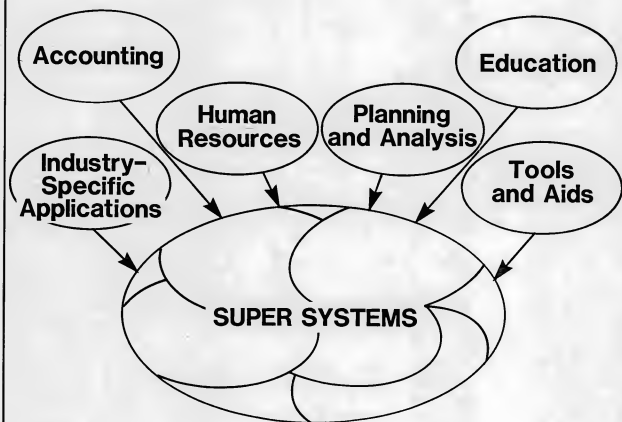 Accounting
Education
Human
Resources
Planning
and Analysis
Industry-
Specific
Applications
Tools
and Aids
SUPER SYSTEMS